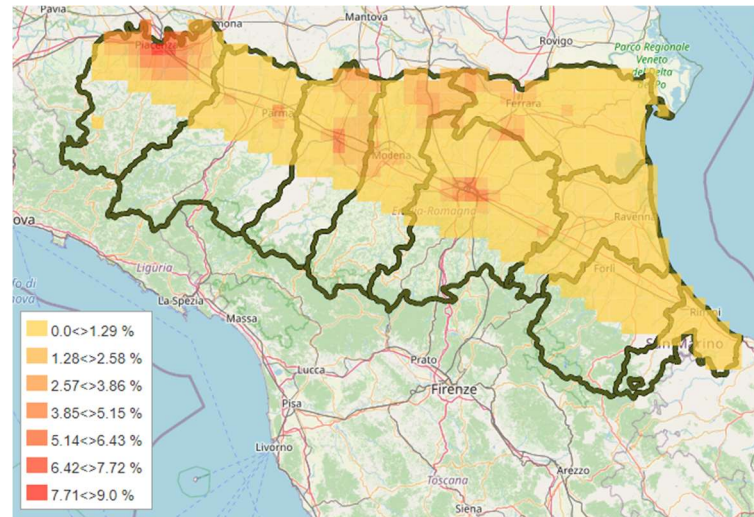 Pavia
Mantova
Rovigo
Parco Regionale
Veneto
del Delta
del Po
Piacenza
Ferrara
Parma
Modena
Ravenna
Forlì
Liguria
La Spezia
Massa
Rimini
San Marino
Lucca
Prato
Firenze
Pisa
Livorno
Arezzo
Toscana
Siena
0.0<>1.29 %
1.28<>2.58 %
2.57<>3.86 %
3.85<>5.15 %
5.14<>6.43 %
6.42<>7.72 %
7.71<>9.0 %